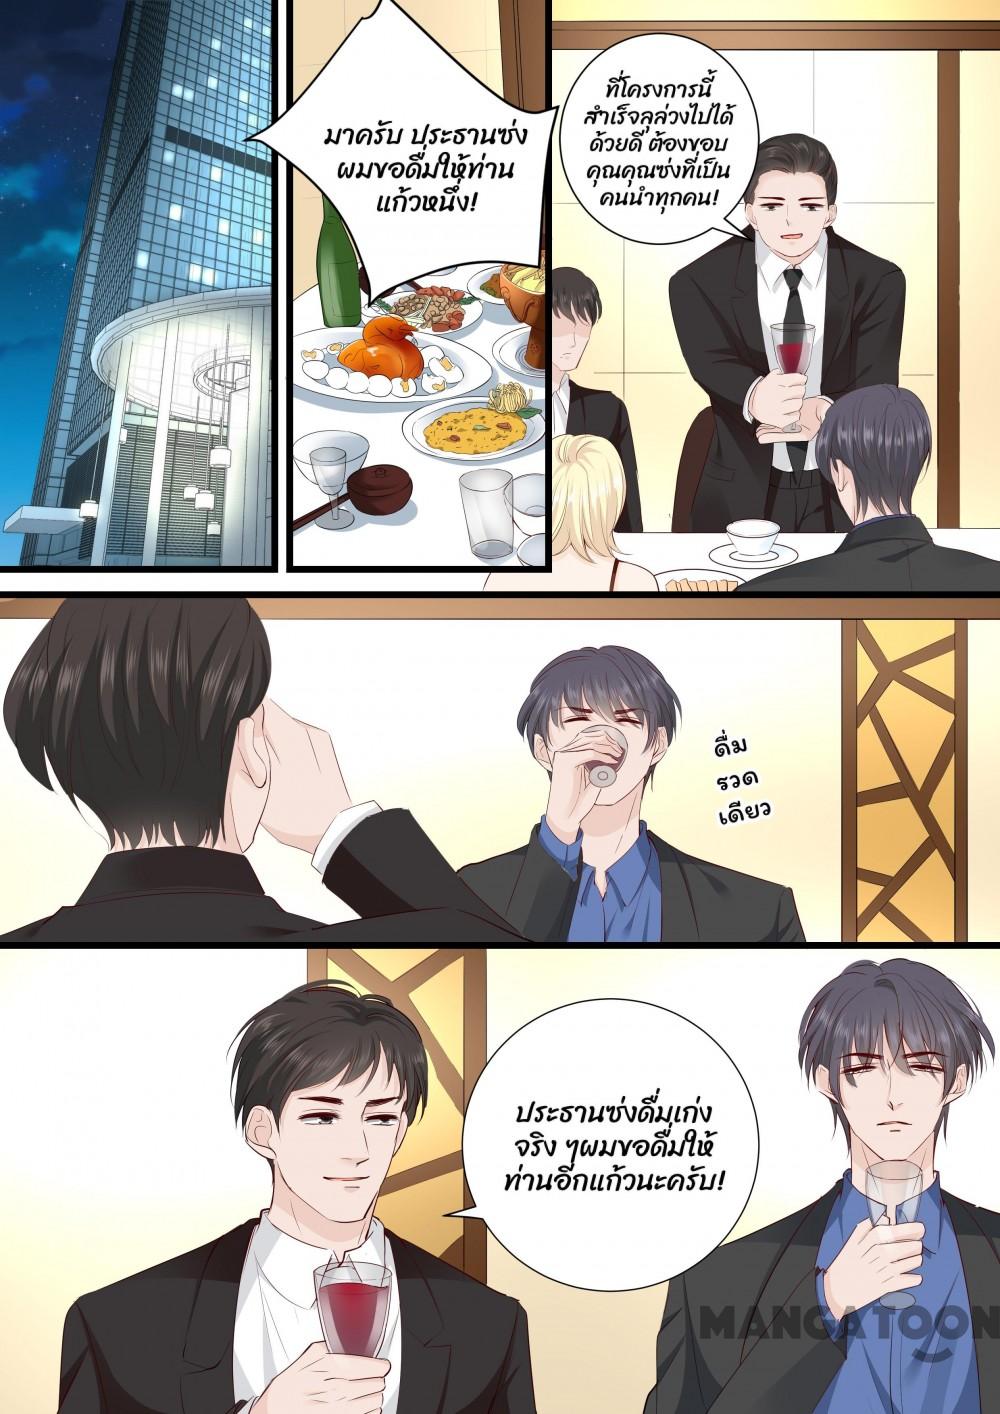 มาครับ ประธานซ่ง
ผมขอดื่มให้ท่าน
แก้วหนึ่ง!
ที่โครงการนี้
สำเร็จลุล่วงไปได้
ด้วยดี ต้องขอบ
คุณคุณซ่งที่เป็น
คนนำทุกคน!
ดื่ม
รวด
เดียว
ประธานซ่งดื่มเก่ง
จริง ๆผมขอดื่มให้
ท่านอีกแก้วนะครับ!
MANGATOON